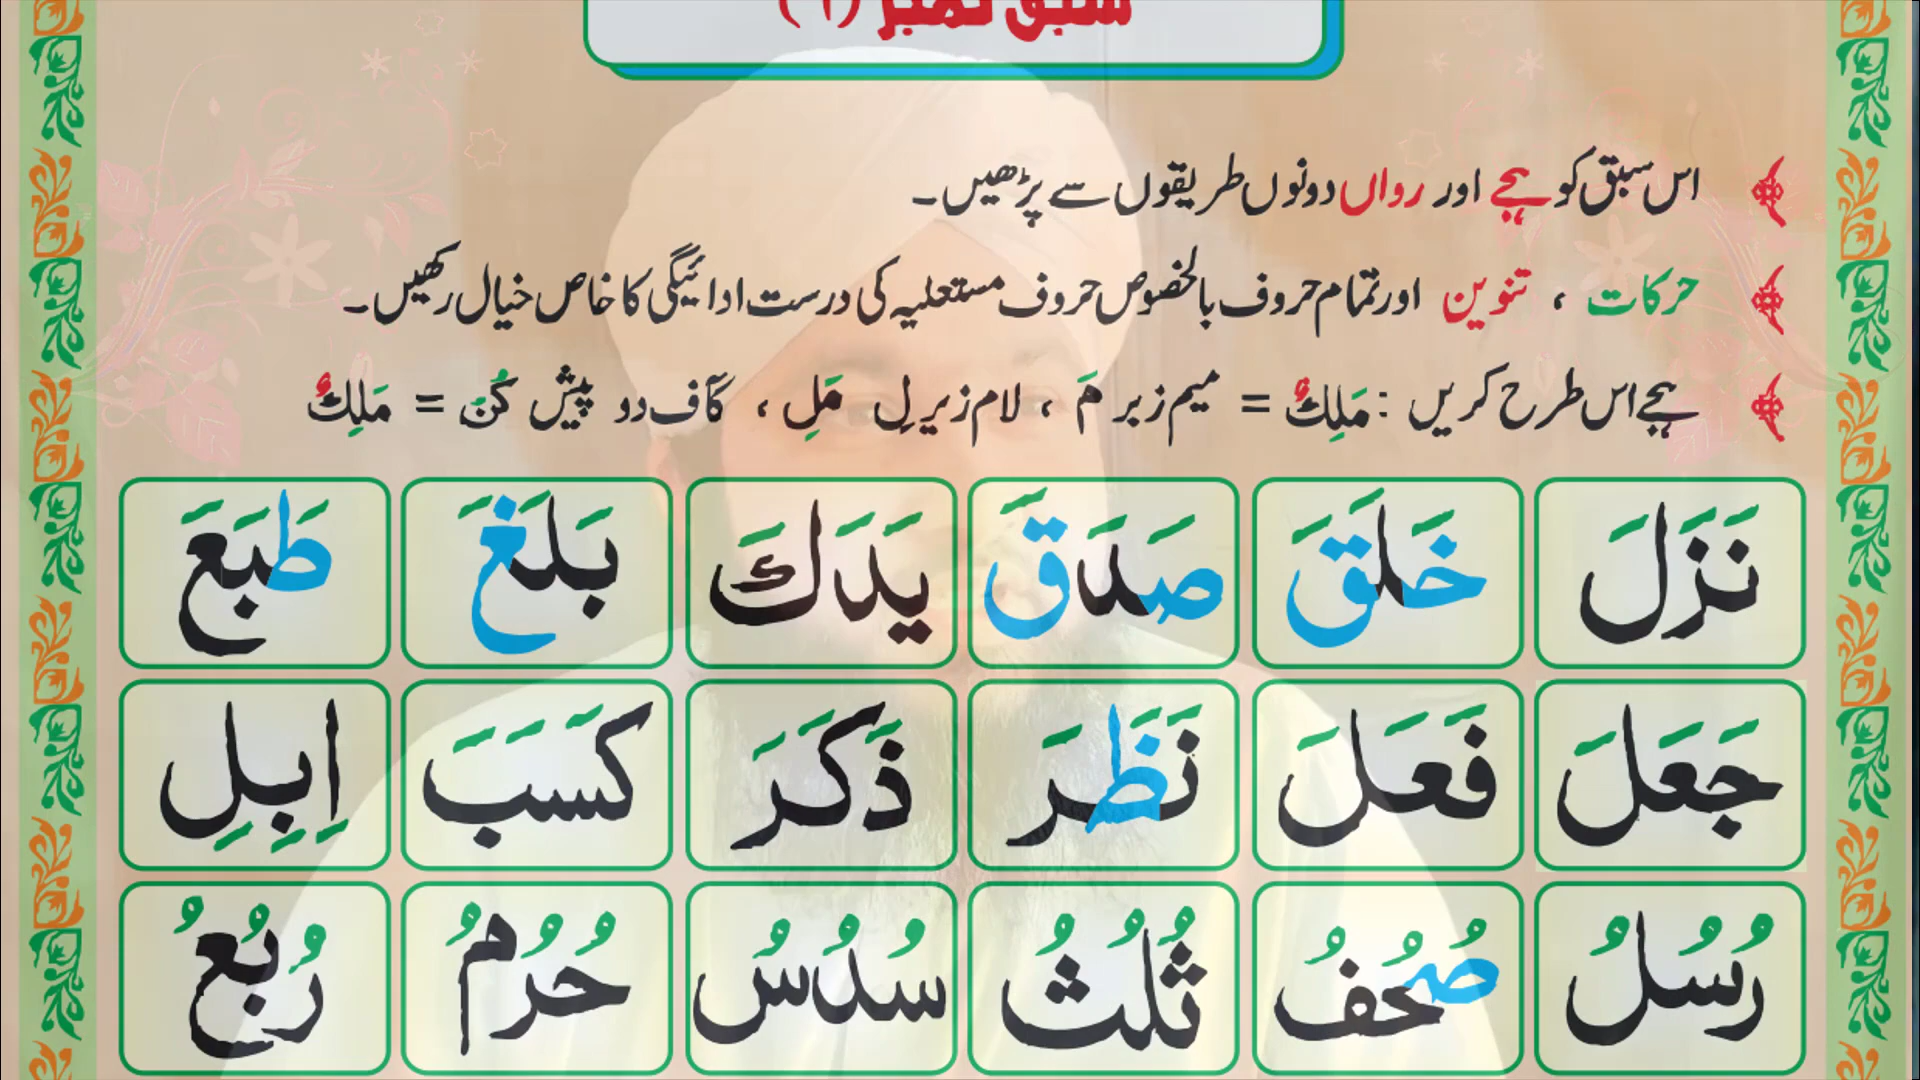 سبق نمبر (٦)
اس سبق کو ہجے اور رواں دونوں طریقوں سے پڑھیں۔
حرکات ، تنوین اور تمام حروف بالخصوص حروف مستعلیہ کی درست ادائیگی کا خاص خیال رکھیں۔
ہجے اس طرح کریں : مَلِكٌ = میم زبر مَ ، لام زیر لِ مَلِ ، کاف دو پیش كٌ = مَلِكٌ
نَزَلَ خَلَقَ صَدَقَ يَدَكَ بَلَغَ طَبَعَ
جَعَلَ فَعَلَ نَظَرَ ذَكَرَ كَسَبَ اِبِلِ
رُسُلُ صُحُفُ ثُلُثُ سُدُسُ حُرُمُ رُبُعُ